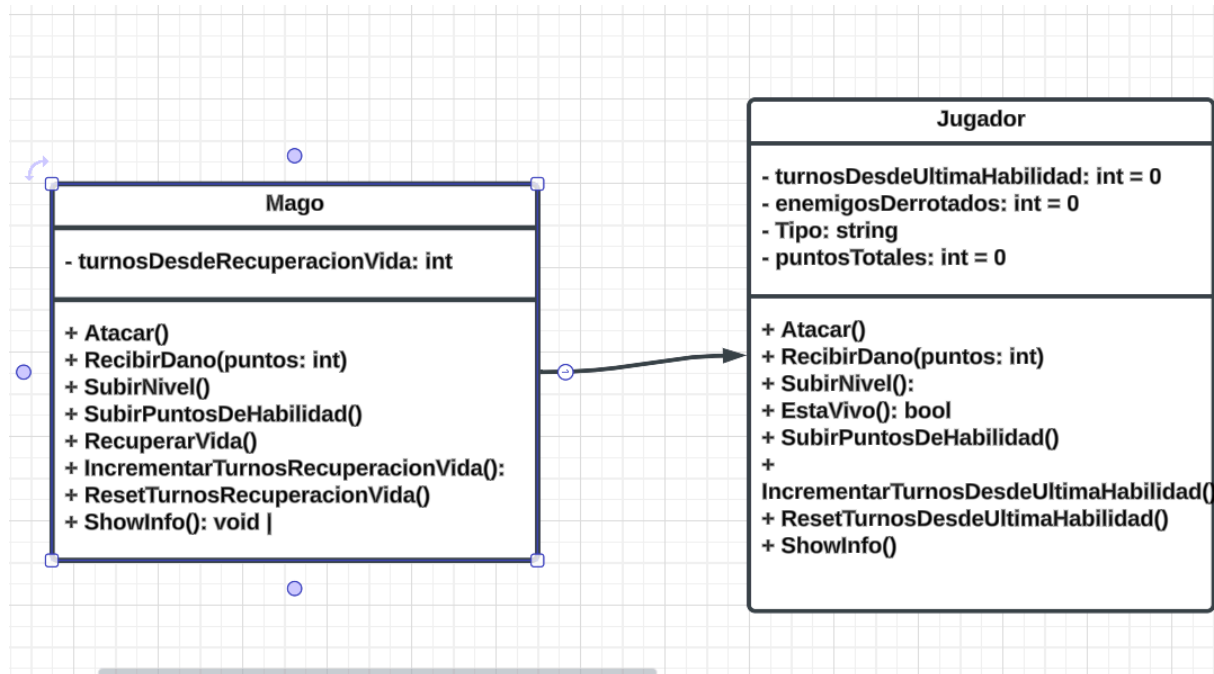 Mago
- turnosDesdeRecuperacionVida: int
+ Atacar()
+ RecibirDano(puntos: int)
+ SubirNivel()
+ SubirPuntosDeHabilidad()
+ RecuperarVida()
+ IncrementarTurnosRecuperacionVida():
+ ResetTurnosRecuperacionVida()
+ ShowInfo(): void |
Jugador
- turnosDesdeUltimaHabilidad: int = 0
- enemigosDerrotados: int = 0
- Tipo: string
- puntosTotales: int = 0
+ Atacar()
+ RecibirDano(puntos: int)
+ SubirNivel():
+ EstaVivo(): bool
+ SubirPuntosDeHabilidad()
+
IncrementarTurnosDesdeUltimaHabilidad()
+ ResetTurnosDesdeUltimaHabilidad()
+ ShowInfo()